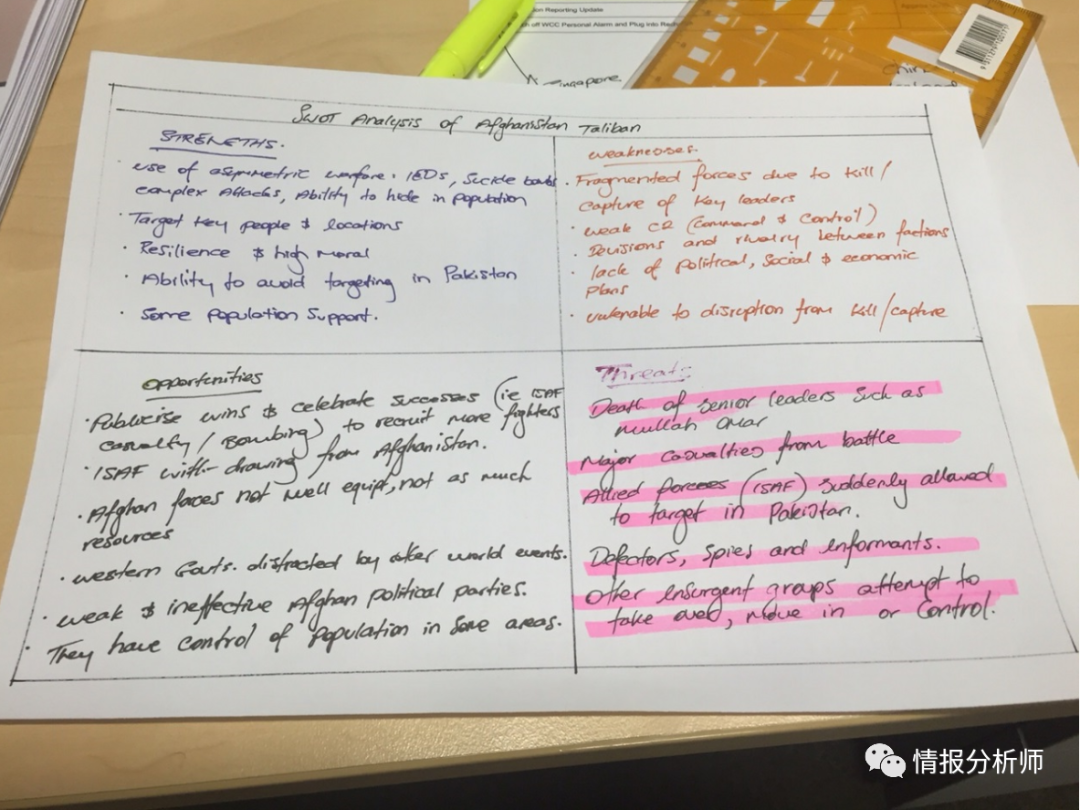 ion Reporting Update
off WCC Personal Alarm and Plug into Re
Singapore
SWOT Analysis of Afghanistan Taliban
STRENGTHS.
· use of asymmetric warfare. IEDs, Suicide bombs
complex Attacks, Ability to hide in population
· Target key people & locations
· Resilience & high moral
· Ability to avoid targeting in Pakistan
· Some population Support.
weaknesses.
· Fragmented forces due to kill/
capture of key leaders
· weak C2 (Command & Control)
· Divisions and rivalry between factions
· lack of political, Social & economic
plans
· vulnerable to disruption from kill/capture
Opportunities
· Publicise wins & celebrate successes (ie ISAF
casualty/Bombing) to recruit more fighters
· ISAF with-drawing from Afghanistan.
· Afghan forces not well equipt, not as much
resources
· western Govts. distracted by other world events.
· weak & ineffective Afghan political parties.
· They have control of population in some areas.
Threats
Death of senior leaders such as
mullah omar
Major casualties from battle
Allied forces (ISAF) suddenly allowed
to target in Pakistan.
Defectors, spies and informants.
Other insurgent groups attempt to
take over, move in or control.
情报分析师